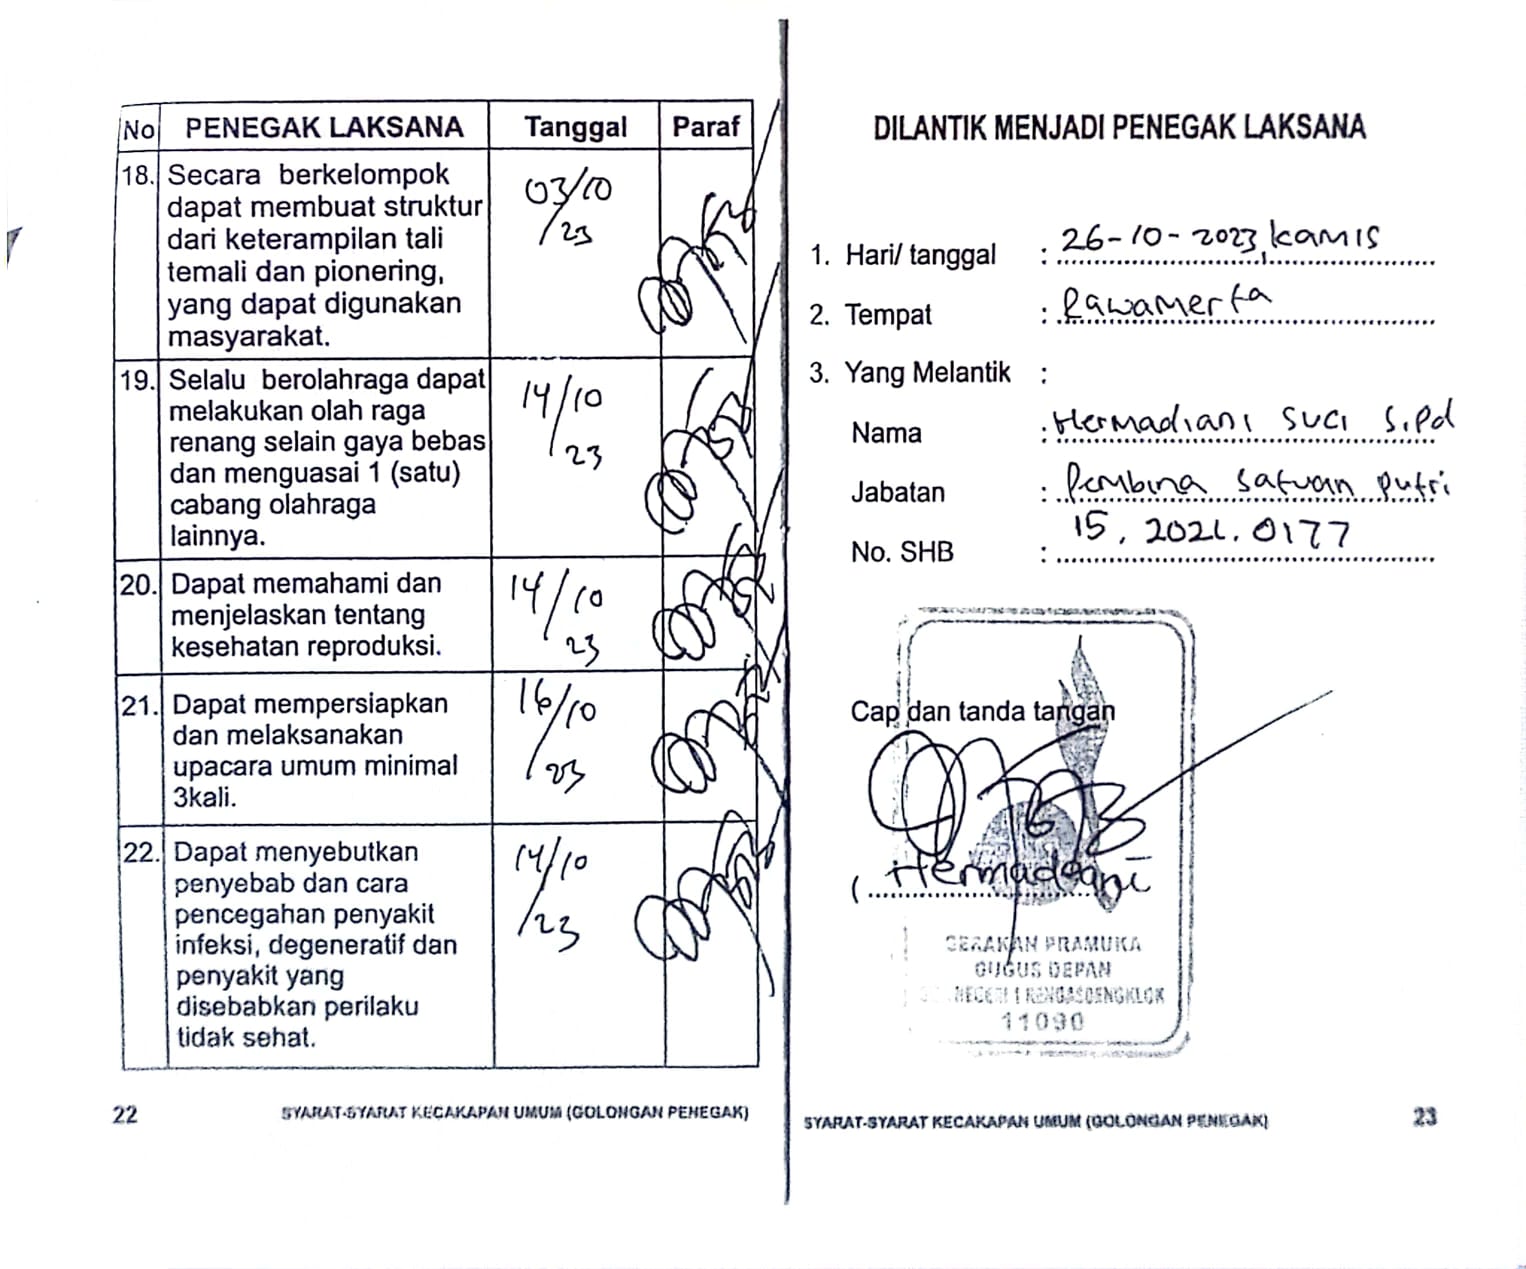 No PENEGAK LAKSANA Tanggal Paraf
18. Secara berkelompok
dapat membuat struktur
dari keterampilan tali
temali dan pionering,
yang dapat digunakan
masyarakat.
03/10
/23
19. Selalu berolahraga dapat
melakukan olah raga
renang selain gaya bebas
dan menguasai 1 (satu)
cabang olahraga
lainnya.
14/10
/23
20. Dapat memahami dan
menjelaskan tentang
kesehatan reproduksi.
14/10
23
21. Dapat mempersiapkan
dan melaksanakan
upacara umum minimal
3kali.
16/10
/23
22. Dapat menyebutkan
penyebab dan cara
pencegahan penyakit
infeksi, degeneratif dan
penyakit yang
disebabkan perilaku
tidak sehat.
14/10
/23
22 SYARAT-SYARAT KECAKAPAN UMUM (GOLONGAN PENEGAK)
DILANTIK MENJADI PENEGAK LAKSANA
1. Hari/ tanggal : 26-10-2023, Kamis
2. Tempat : Rawamerta
3. Yang Melantik :
Nama : Hermadiani Suci S.Pd
Jabatan : Pembina Satuan Putri
No. SHB : 15. 2021. 0177
Cap dan tanda tangan
( Hermadiani
GERAKAN PRAMUKA
GUGUS DEPAN
NEGERI 1 RENGASDENGKLOK
11090
SYARAT-SYARAT KECAKAPAN UMUM (GOLONGAN PENEGAK) 23